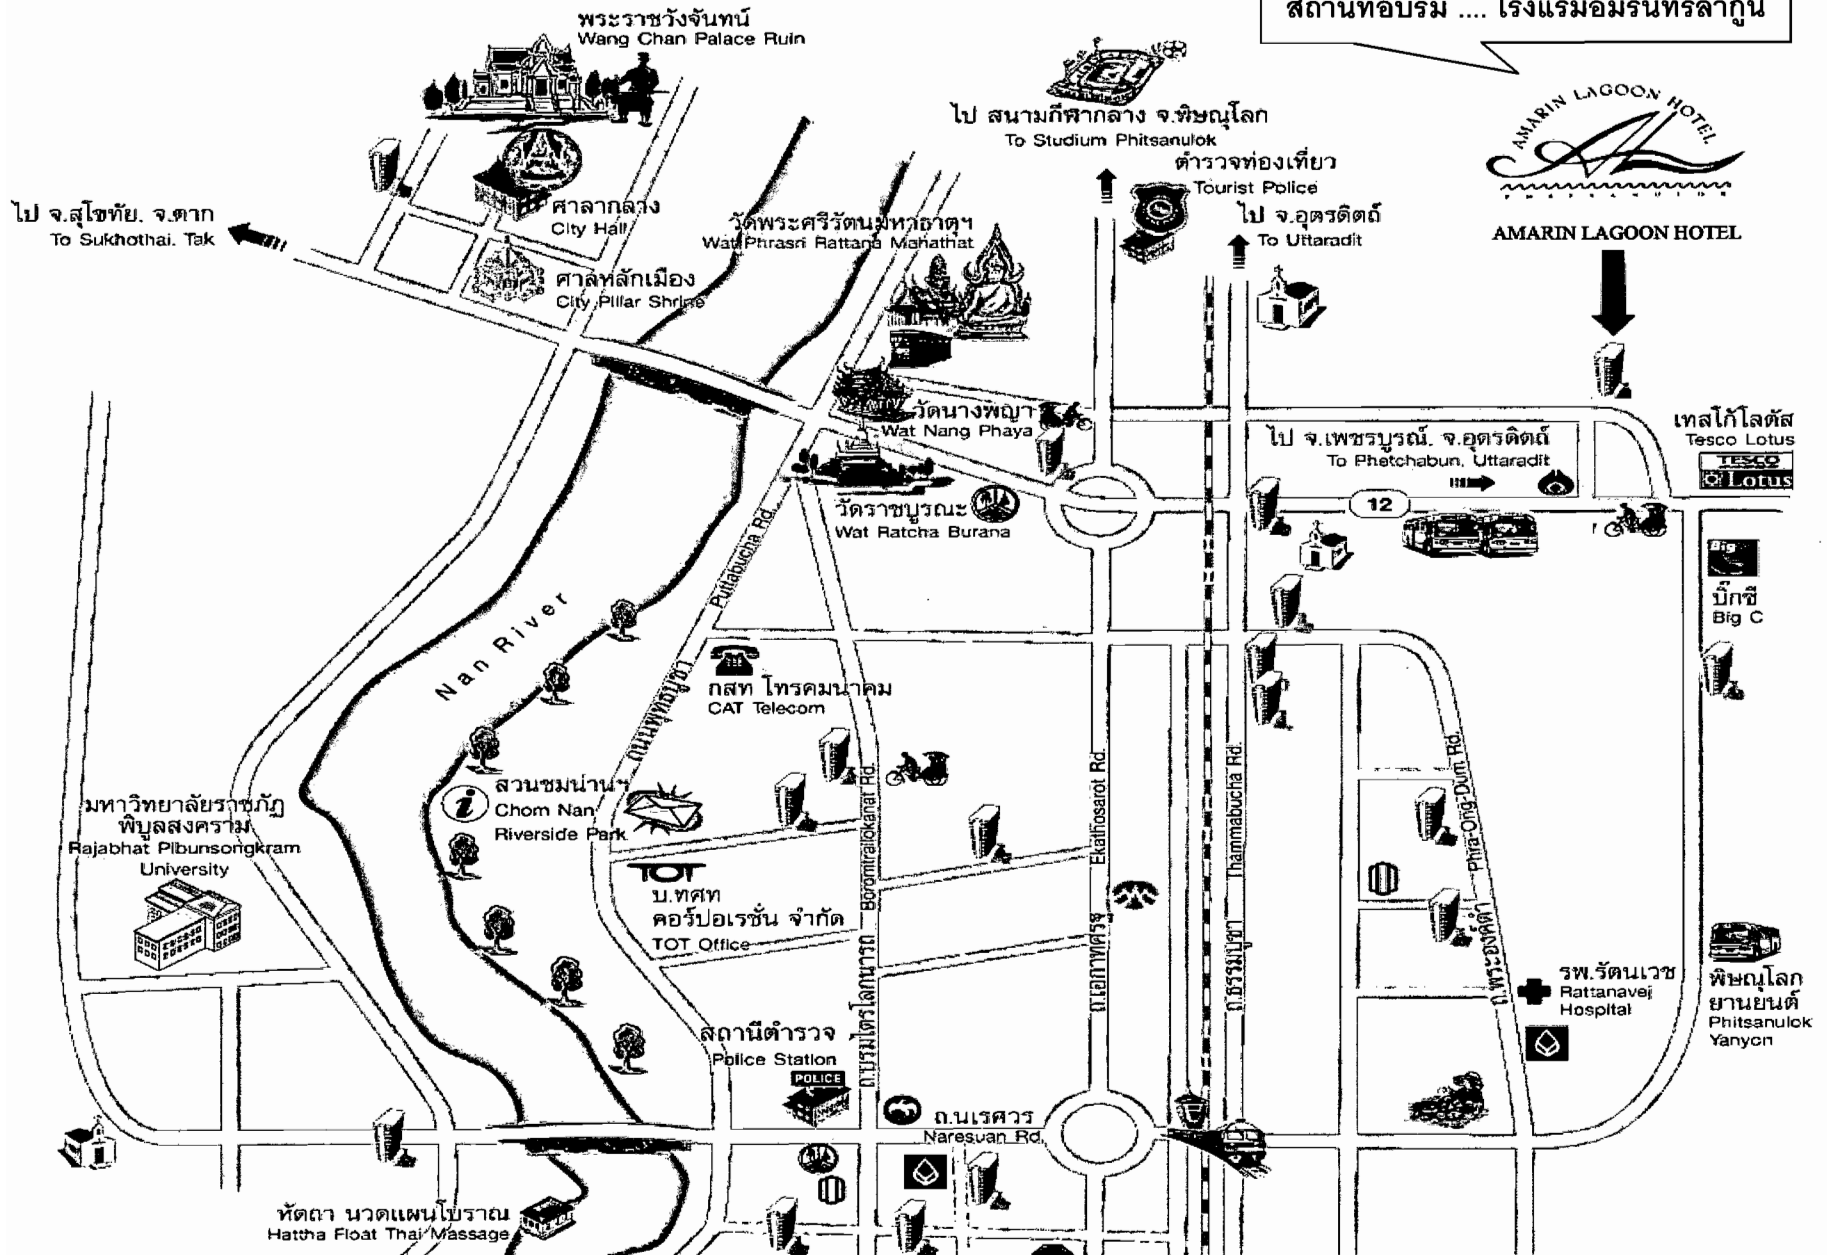 สถานที่อบรม .... โรงแรมอมรินทร์ลากูน
พระราชวังจันทน์
Wang Chan Palace Ruin
ไป สนามกีฬากลาง จ.พิษณุโลก
To Studium Phitsanulok
AMARIN LAGOON HOTEL
ตำรวจท่องเที่ยว
Tourist Police
ไป จ.สุโขทัย. จ.ตาก
To Sukhothai. Tak
ศาลากลาง
City Hall
วัดพระศรีรัตนมหาธาตุฯ
Wat Phrasri Rattana Mahathat
ไป จ.อุตรดิตถ์
To Uttaradit
AMARIN LAGOON HOTEL
ศาลหลักเมือง
City Pillar Shrine
วัดนางพญา
Wat Nang Phaya
ไป จ.เพชรบูรณ์. จ.อุตรดิตถ์
To Phetchabun. Uttaradit
เทสโก้โลตัส
Tesco Lotus
TESCO
Lotus
12
วัดราชบูรณะ
Wat Ratcha Burana
Puttabucha Rd.
Big
บิ๊กซี
Big C
Nan River
ถนนพุทธบูชา
กสท โทรคมนาคม
CAT Telecom
สวนชมน่านฯ
Chom Nan
Riverside Park
i
มหาวิทยาลัยราชภัฏ
พิบูลสงคราม
Rajabhat Pibunsongkram
University
TOT
บ.ทศท
คอร์ปอเรชั่น จำกัด
TOT Office
ถ.บรมไตรโลกนารถ Boromtrailokanat Rd.
ถ.เอกาทศรฐ Ekathosarot Rd.
ถ.ธรรมบูชา Thammabucha Rd.
ถ.พระองค์ดำ Phra-Ong-Dum Rd.
รพ.รัตนเวช
Rattanavej
Hospital
พิษณุโลก
ยานยนต์
Phitsanulok
Yanyon
สถานีตำรวจ
Police Station
POLICE
ถ.นเรศวร
Naresuan Rd.
หัตถา นวดแผนโบราณ
Hattha Float Thai Massage